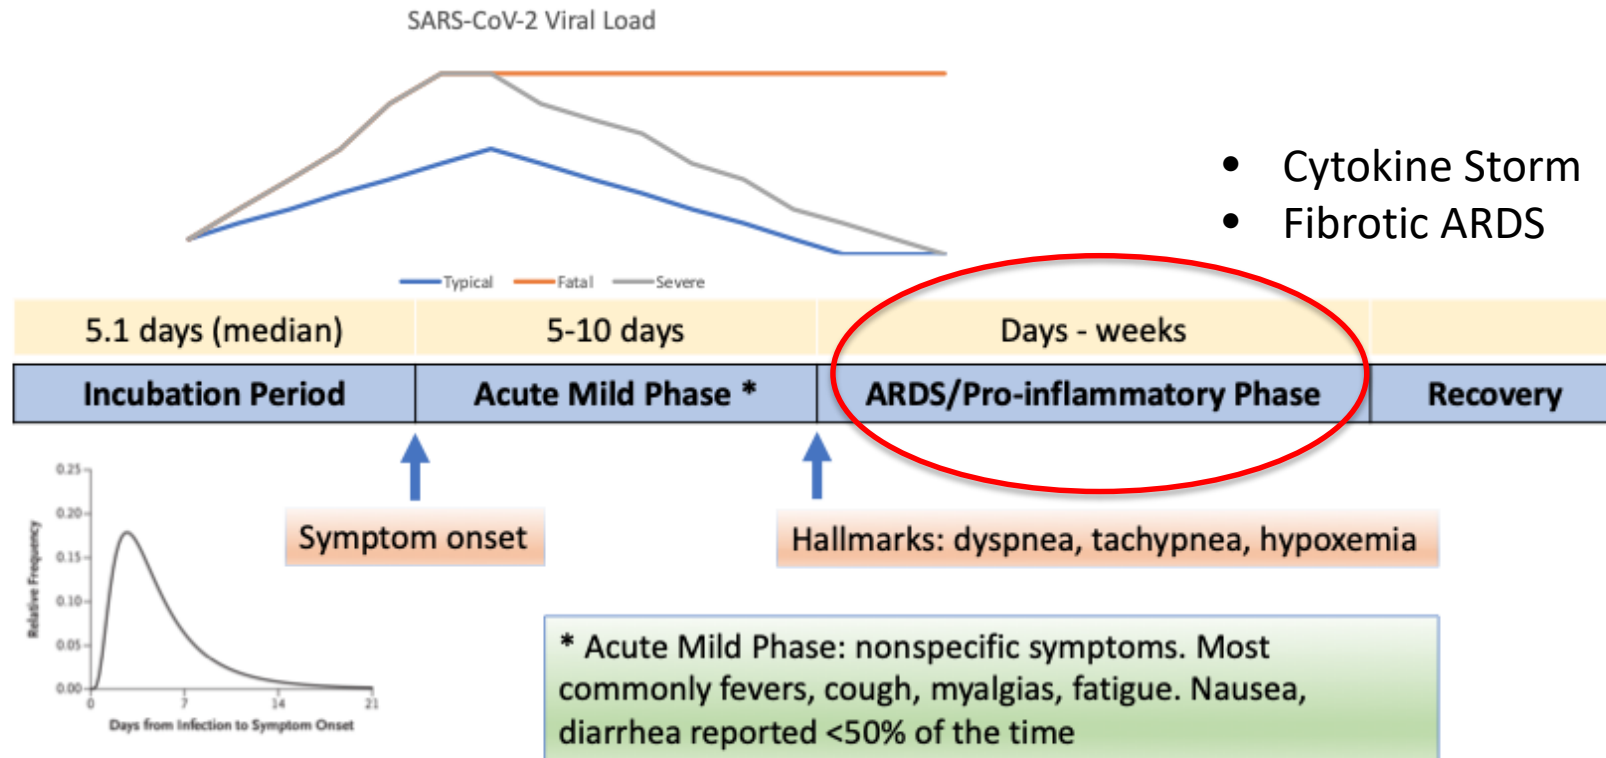 SARS-CoV-2 Viral Load
• Cytokine Storm
• Fibrotic ARDS
Typical Fatal Severe
5.1 days (median) 5-10 days Days - weeks
Incubation Period Acute Mild Phase * ARDS/Pro-inflammatory Phase Recovery
Symptom onset
Hallmarks: dyspnea, tachypnea, hypoxemia
0.25
0.20
0.15
0.10
0.05
0.00
Relative Frequency
0 7 14 21
Days from Infection to Symptom Onset
* Acute Mild Phase: nonspecific symptoms. Most
commonly fevers, cough, myalgias, fatigue. Nausea,
diarrhea reported <50% of the time